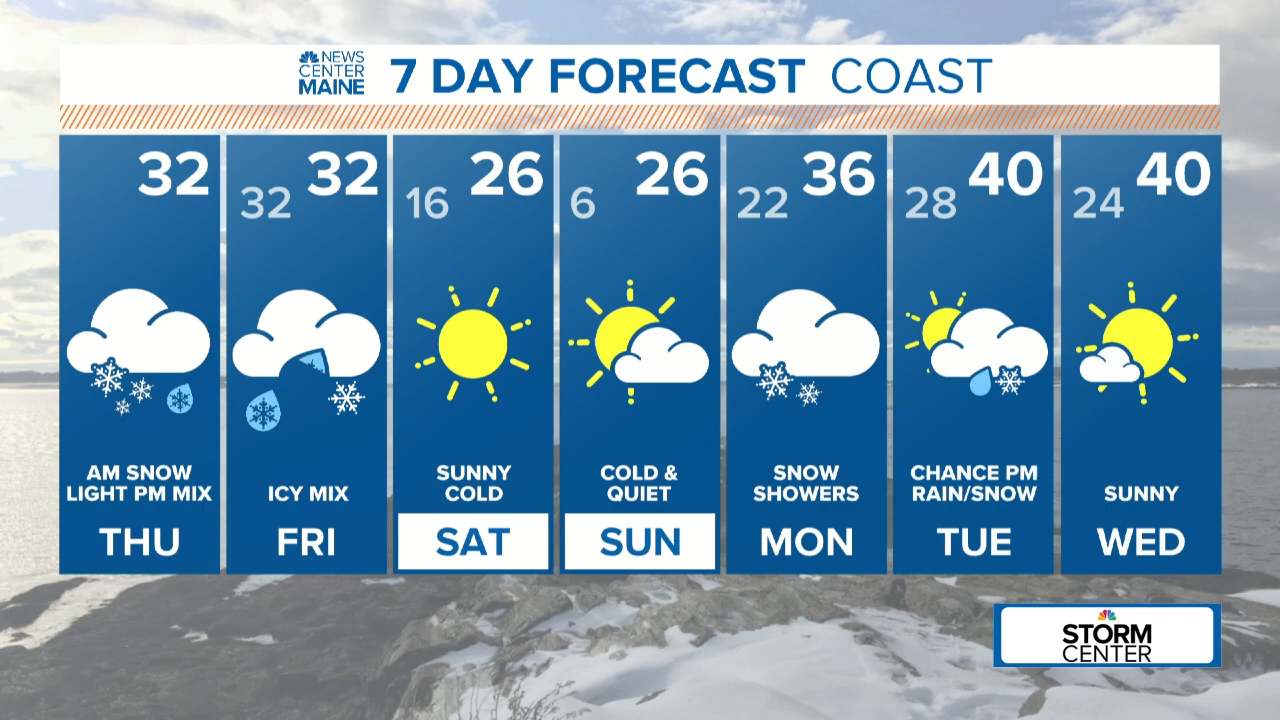 NEWS
CENTER
MAINE
7 DAY FORECAST COAST
32
32 32
16 26
6 26
22 36
28 40
24 40
AM SNOW
LIGHT PM MIX
ICY MIX
SUNNY
COLD
COLD &
QUIET
SNOW
SHOWERS
CHANCE PM
RAIN/SNOW
SUNNY
THU
FRI
SAT
SUN
MON
TUE
WED
STORM
CENTER